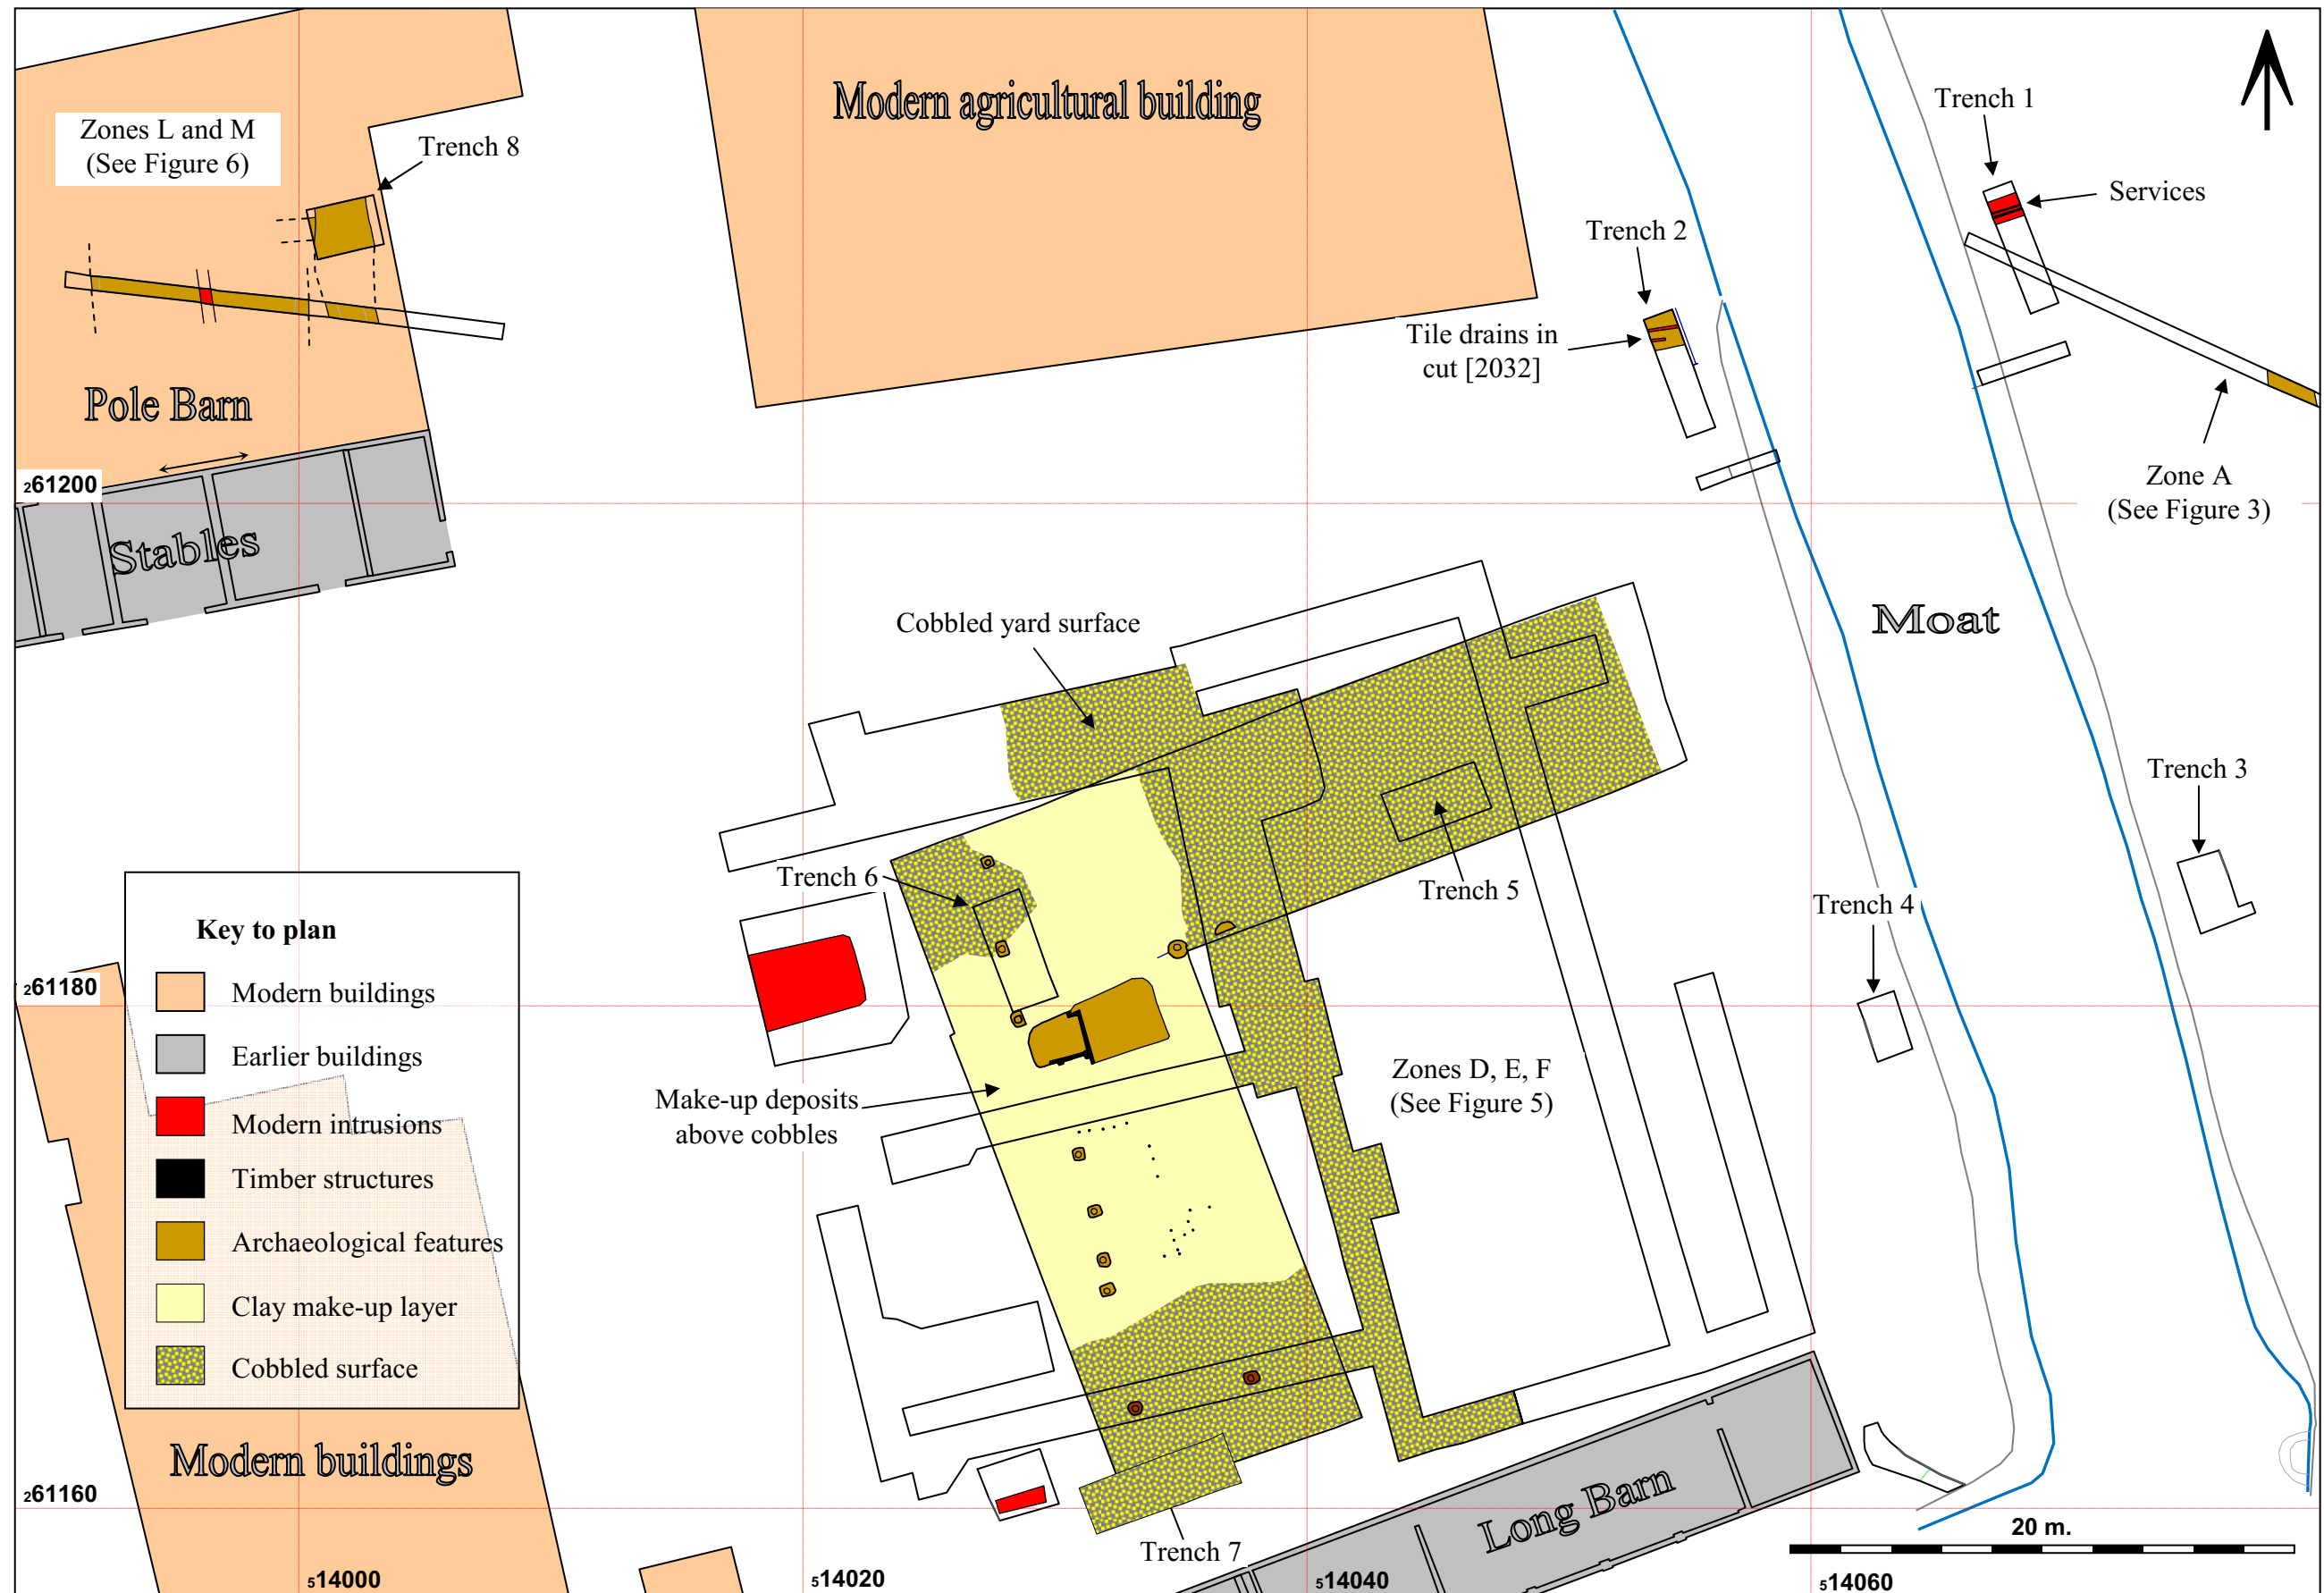 Modern agricultural building
Zones L and M
(See Figure 6)
Trench 8
Trench 1
Services
Trench 2
Tile drains in
cut [2032]
Pole Barn
Zone A
(See Figure 3)
261200
Stables
Cobbled yard surface
Moat
Trench 3
Trench 6
Trench 5
Trench 4
Key to plan
261180
Modern buildings
Earlier buildings
Modern intrusions
Timber structures
Archaeological features
Clay make-up layer
Cobbled surface
Zones D, E, F
(See Figure 5)
Make-up deposits
above cobbles
Modern buildings
261160
Long Barn
Trench 7
20 m.
514000
514020
514040
514060